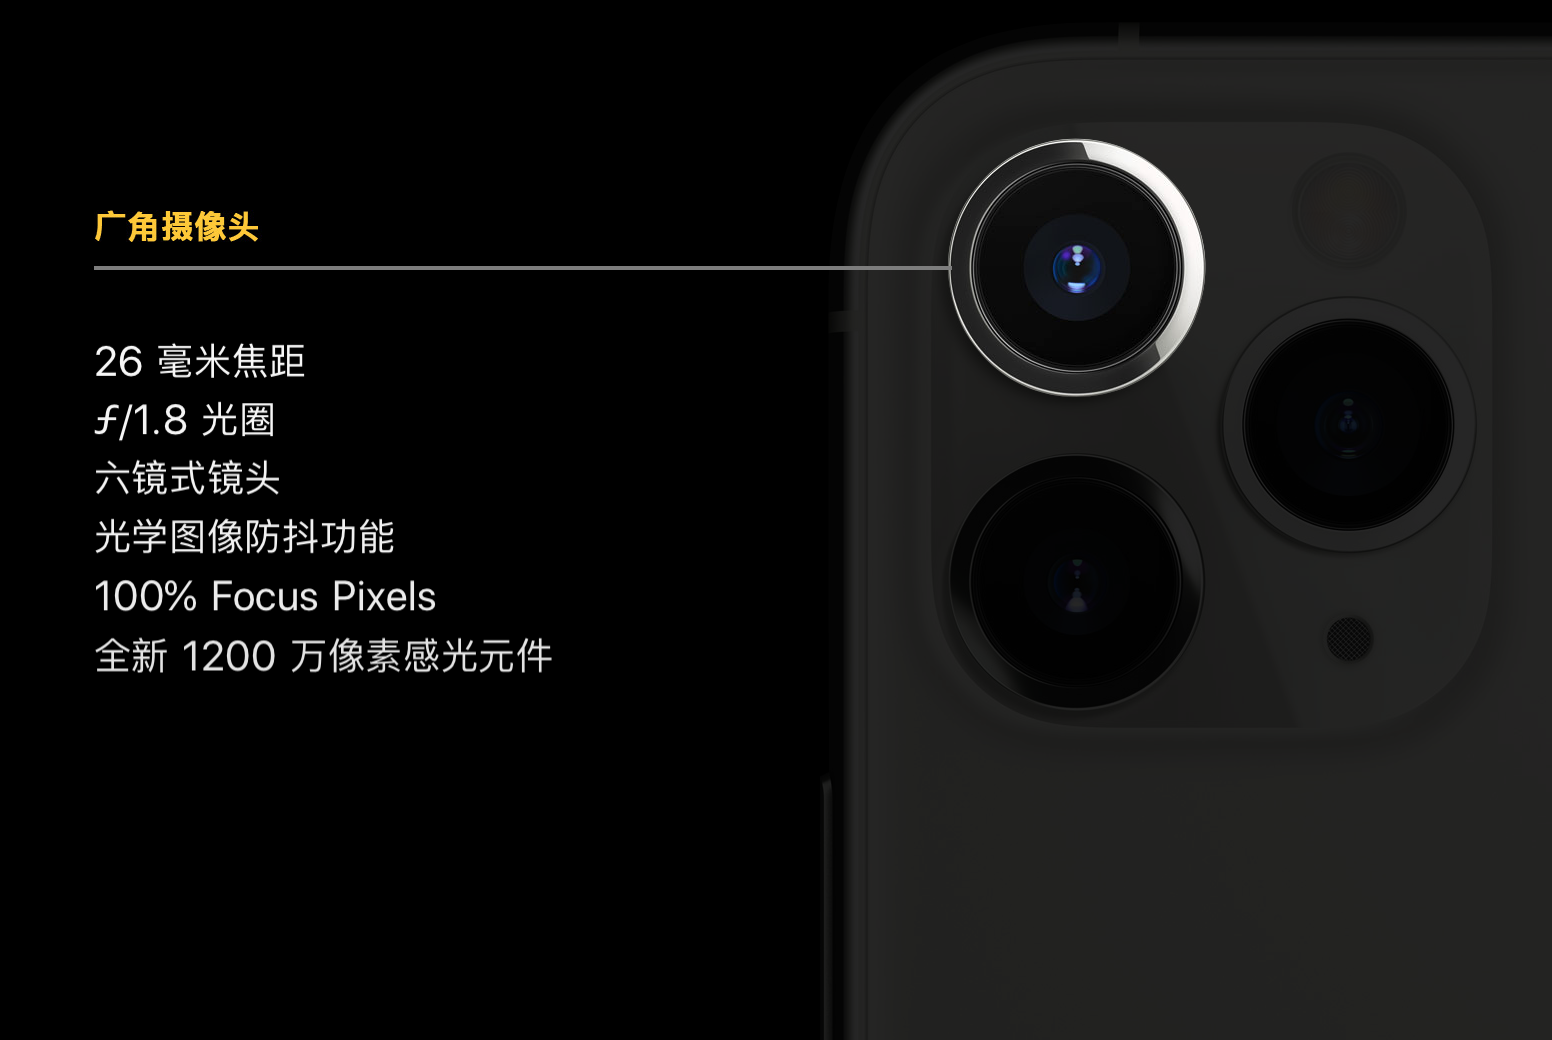 广角摄像头
26 毫米焦距
ƒ/1.8 光圈
六镜式镜头
光学图像防抖功能
100% Focus Pixels
全新 1200 万像素感光元件